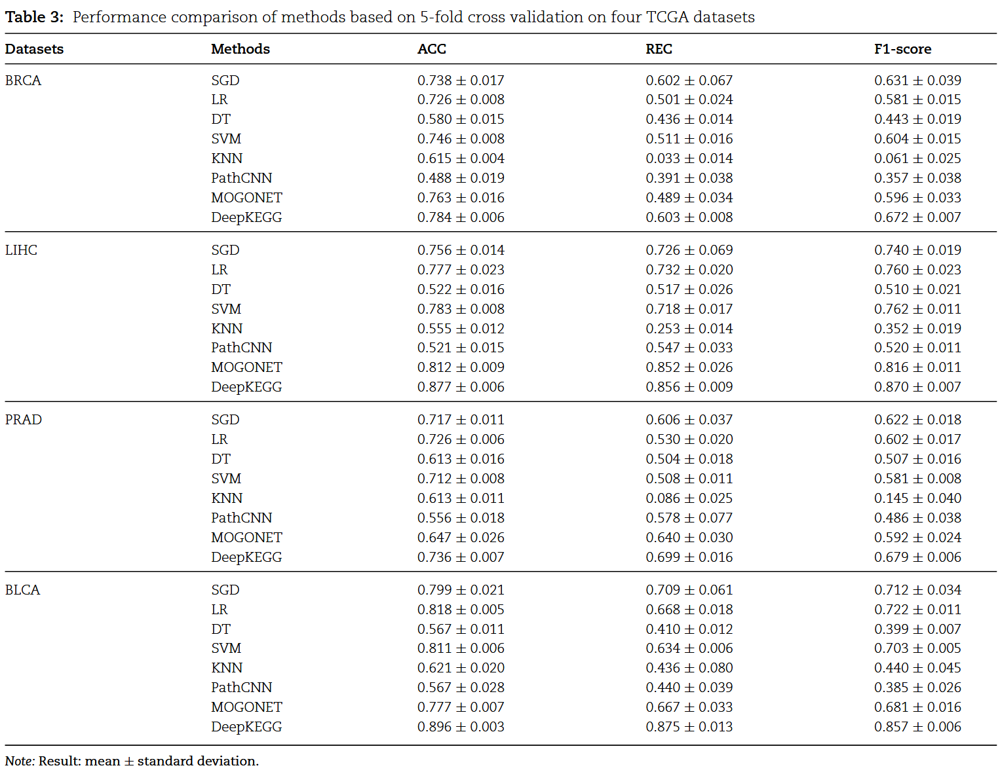 Table 3: Performance comparison of methods based on 5-fold cross validation on four TCGA datasets
Datasets Methods ACC REC F1-score
BRCA SGD 0.738 ± 0.017 0.602 ± 0.067 0.631 ± 0.039
LR 0.726 ± 0.008 0.501 ± 0.024 0.581 ± 0.015
DT 0.580 ± 0.015 0.436 ± 0.014 0.443 ± 0.019
SVM 0.746 ± 0.008 0.511 ± 0.016 0.604 ± 0.015
KNN 0.615 ± 0.004 0.033 ± 0.014 0.061 ± 0.025
PathCNN 0.488 ± 0.019 0.391 ± 0.038 0.357 ± 0.038
MOGONET 0.763 ± 0.016 0.489 ± 0.034 0.596 ± 0.033
DeepKEGG 0.784 ± 0.006 0.603 ± 0.008 0.672 ± 0.007
LIHC SGD 0.756 ± 0.014 0.726 ± 0.069 0.740 ± 0.019
LR 0.777 ± 0.023 0.732 ± 0.020 0.760 ± 0.023
DT 0.522 ± 0.016 0.517 ± 0.026 0.510 ± 0.021
SVM 0.783 ± 0.008 0.718 ± 0.017 0.762 ± 0.011
KNN 0.555 ± 0.012 0.253 ± 0.014 0.352 ± 0.019
PathCNN 0.521 ± 0.015 0.547 ± 0.033 0.520 ± 0.011
MOGONET 0.812 ± 0.009 0.852 ± 0.026 0.816 ± 0.011
DeepKEGG 0.877 ± 0.006 0.856 ± 0.009 0.870 ± 0.007
PRAD SGD 0.717 ± 0.011 0.606 ± 0.037 0.622 ± 0.018
LR 0.726 ± 0.006 0.530 ± 0.020 0.602 ± 0.017
DT 0.613 ± 0.016 0.504 ± 0.018 0.507 ± 0.016
SVM 0.712 ± 0.008 0.508 ± 0.011 0.581 ± 0.008
KNN 0.613 ± 0.011 0.086 ± 0.025 0.145 ± 0.040
PathCNN 0.556 ± 0.018 0.578 ± 0.077 0.486 ± 0.038
MOGONET 0.647 ± 0.026 0.640 ± 0.030 0.592 ± 0.024
DeepKEGG 0.736 ± 0.007 0.699 ± 0.016 0.679 ± 0.006
BLCA SGD 0.799 ± 0.021 0.709 ± 0.061 0.712 ± 0.034
LR 0.818 ± 0.005 0.668 ± 0.018 0.722 ± 0.011
DT 0.567 ± 0.011 0.410 ± 0.012 0.399 ± 0.007
SVM 0.811 ± 0.006 0.634 ± 0.006 0.703 ± 0.005
KNN 0.621 ± 0.020 0.436 ± 0.080 0.440 ± 0.045
PathCNN 0.567 ± 0.028 0.440 ± 0.039 0.385 ± 0.026
MOGONET 0.777 ± 0.007 0.667 ± 0.033 0.681 ± 0.016
DeepKEGG 0.896 ± 0.003 0.875 ± 0.013 0.857 ± 0.006
Note: Result: mean ± standard deviation.